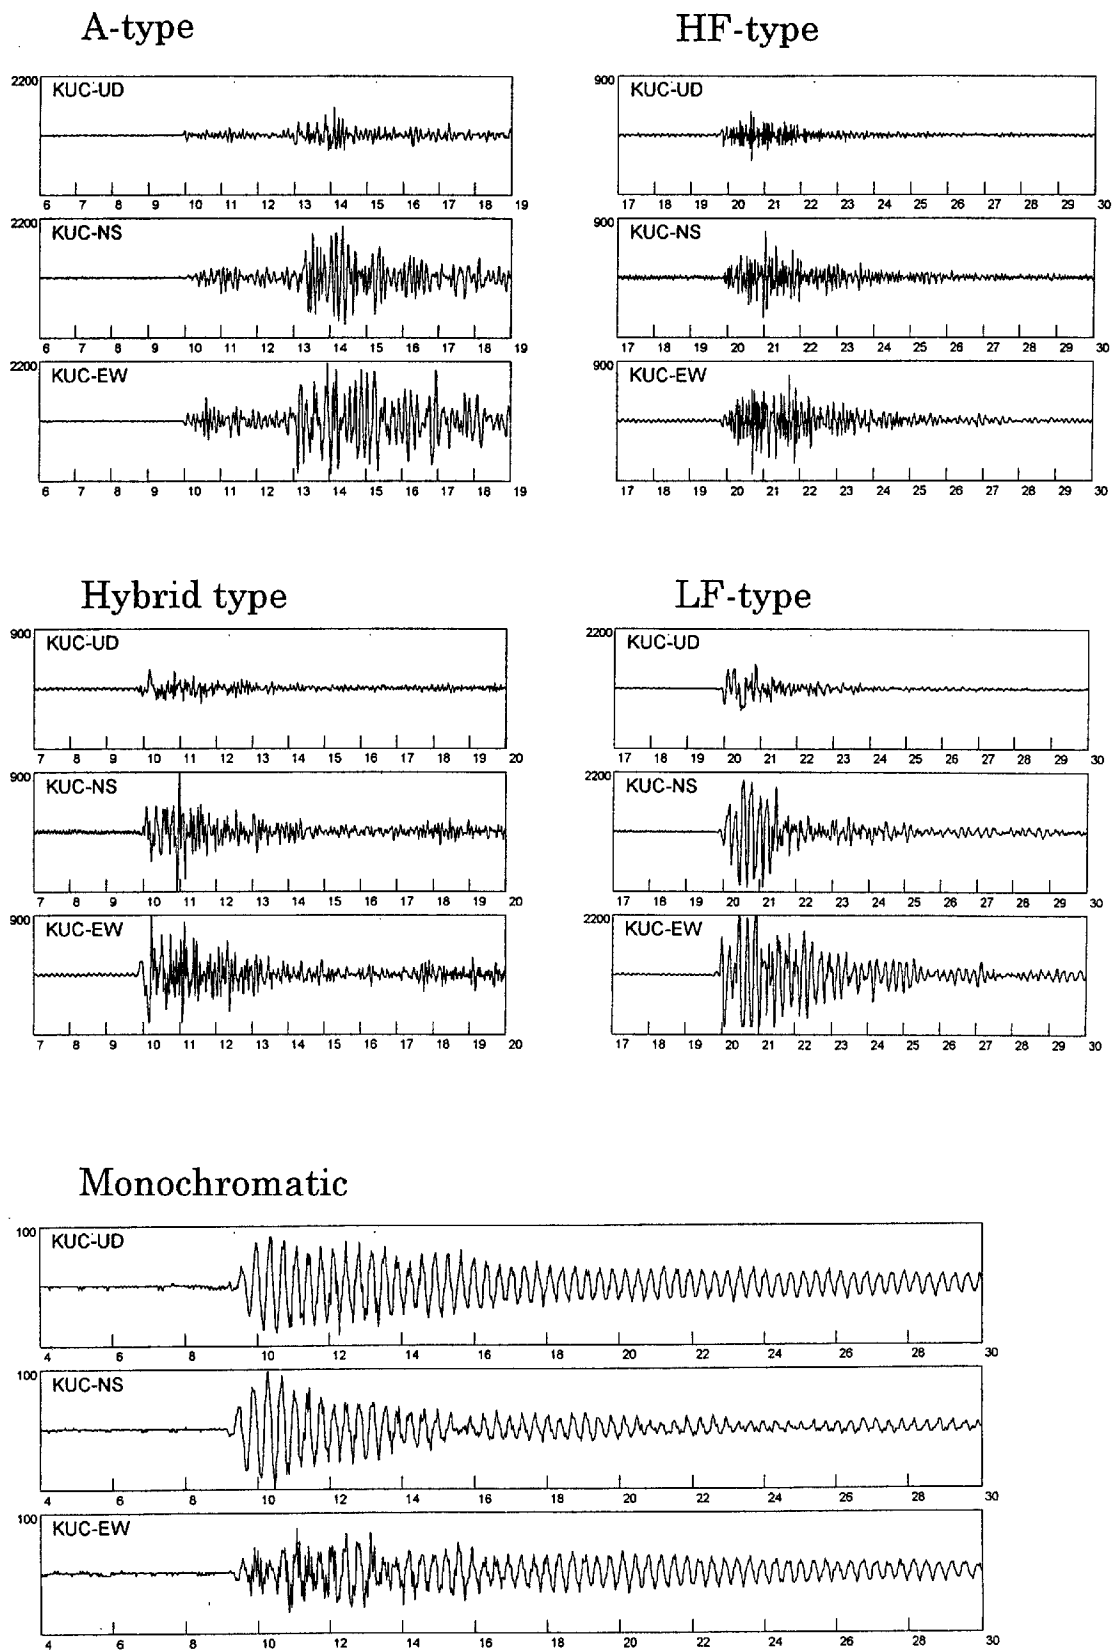 A-type
2200
KUC-UD
6 7 8 9 10 11 12 13 14 15 16 17 18 19
2200
KUC-NS
6 7 8 9 10 11 12 13 14 15 16 17 18 19
2200
KUC-EW
6 7 8 9 10 11 12 13 14 15 16 17 18 19
HF-type
900
KUC-UD
17 18 19 20 21 22 23 24 25 26 27 28 29 30
900
KUC-NS
17 18 19 20 21 22 23 24 25 26 27 28 29 30
900
KUC-EW
17 18 19 20 21 22 23 24 25 26 27 28 29 30
Hybrid type
900
KUC-UD
7 8 9 10 11 12 13 14 15 16 17 18 19 20
900
KUC-NS
7 8 9 10 11 12 13 14 15 16 17 18 19 20
900
KUC-EW
7 8 9 10 11 12 13 14 15 16 17 18 19 20
LF-type
2200
KUC-UD
17 18 19 20 21 22 23 24 25 26 27 28 29 30
2200
KUC-NS
17 18 19 20 21 22 23 24 25 26 27 28 29 30
2200
KUC-EW
17 18 19 20 21 22 23 24 25 26 27 28 29 30
Monochromatic
100
KUC-UD
4 6 8 10 12 14 16 18 20 22 24 26 28 30
100
KUC-NS
4 6 8 10 12 14 16 18 20 22 24 26 28 30
100
KUC-EW
4 6 8 10 12 14 16 18 20 22 24 26 28 30